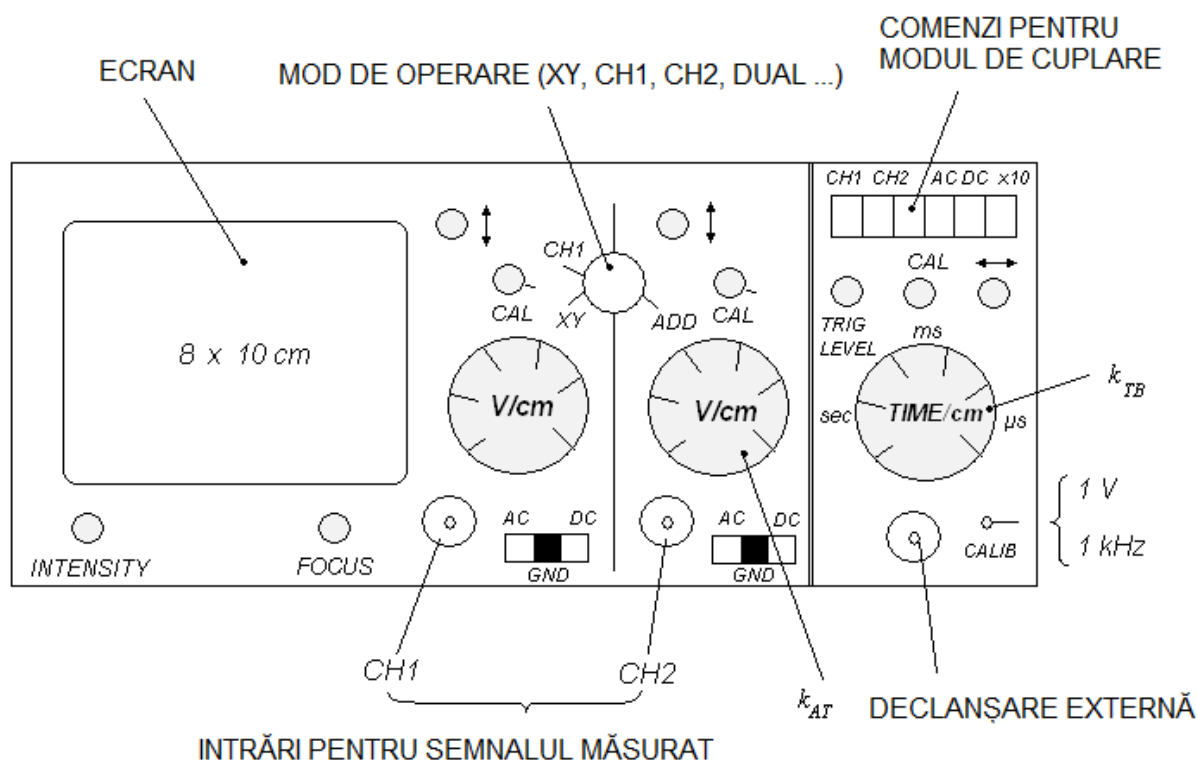 COMENZI PENTRU
MODUL DE CUPLARE
ECRAN
MOD DE OPERARE (XY, CH1, CH2, DUAL ...)
CH1 CH2 AC DC x10
CH1
CAL
XY
ADD
CAL
CAL
TRIG
LEVEL
ms
8 x 10 cm
V/cm
V/cm
sec
TIME/cm
µs
k TB
INTENSITY
FOCUS
AC DC
GND
AC DC
GND
CALIB
1 V
1 kHz
CH1
CH2
k AT
DECLANȘARE EXTERNĂ
INTRĂRI PENTRU SEMNALUL MĂSURAT